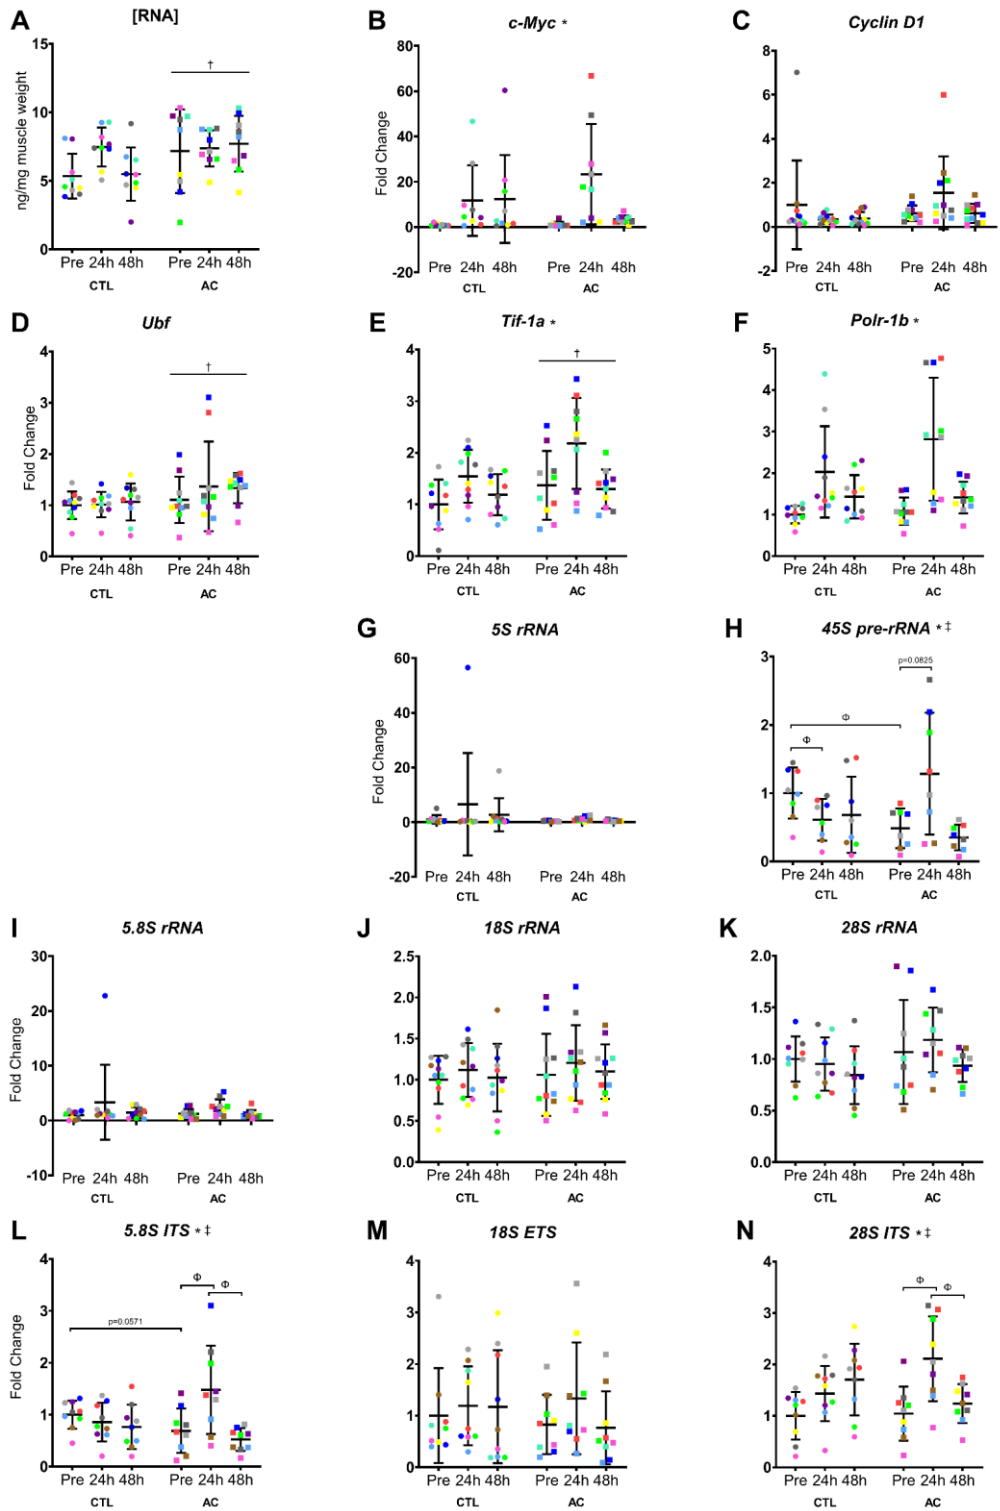 A [RNA]
ng/mg muscle weight
15
10
5
0
Pre 24h 48h Pre 24h 48h
CTL AC
†
B c-Myc *
Fold Change
80
60
40
20
0
-20
Pre 24h 48h Pre 24h 48h
CTL AC
C Cyclin D1
8
6
4
2
0
-2
Pre 24h 48h Pre 24h 48h
CTL AC
D Ubf
Fold Change
4
3
2
1
0
†
Pre 24h 48h Pre 24h 48h
CTL AC
E Tif-1a *
4
3
2
1
0
†
Pre 24h 48h Pre 24h 48h
CTL AC
F Polr-1b *
5
4
3
2
1
0
Pre 24h 48h Pre 24h 48h
CTL AC
G 5S rRNA
Fold Change
60
40
20
0
-20
Pre 24h 48h Pre 24h 48h
CTL AC
H 45S pre-rRNA * ‡
3
2
1
0
p=0.0825
Φ
Φ
Pre 24h 48h Pre 24h 48h
CTL AC
I 5.8S rRNA
Fold Change
30
20
10
0
-10
Pre 24h 48h Pre 24h 48h
CTL AC
J 18S rRNA
2.5
2.0
1.5
1.0
0.5
0.0
Pre 24h 48h Pre 24h 48h
CTL AC
K 28S rRNA
2.0
1.5
1.0
0.5
0.0
Pre 24h 48h Pre 24h 48h
CTL AC
L 5.8S ITS * ‡
Fold Change
4
3
2
1
0
Φ
Φ
p=0.0571
Pre 24h 48h Pre 24h 48h
CTL AC
M 18S ETS
4
3
2
1
0
Pre 24h 48h Pre 24h 48h
CTL AC
N 28S ITS * ‡
4
3
2
1
0
Φ
Φ
Pre 24h 48h Pre 24h 48h
CTL AC